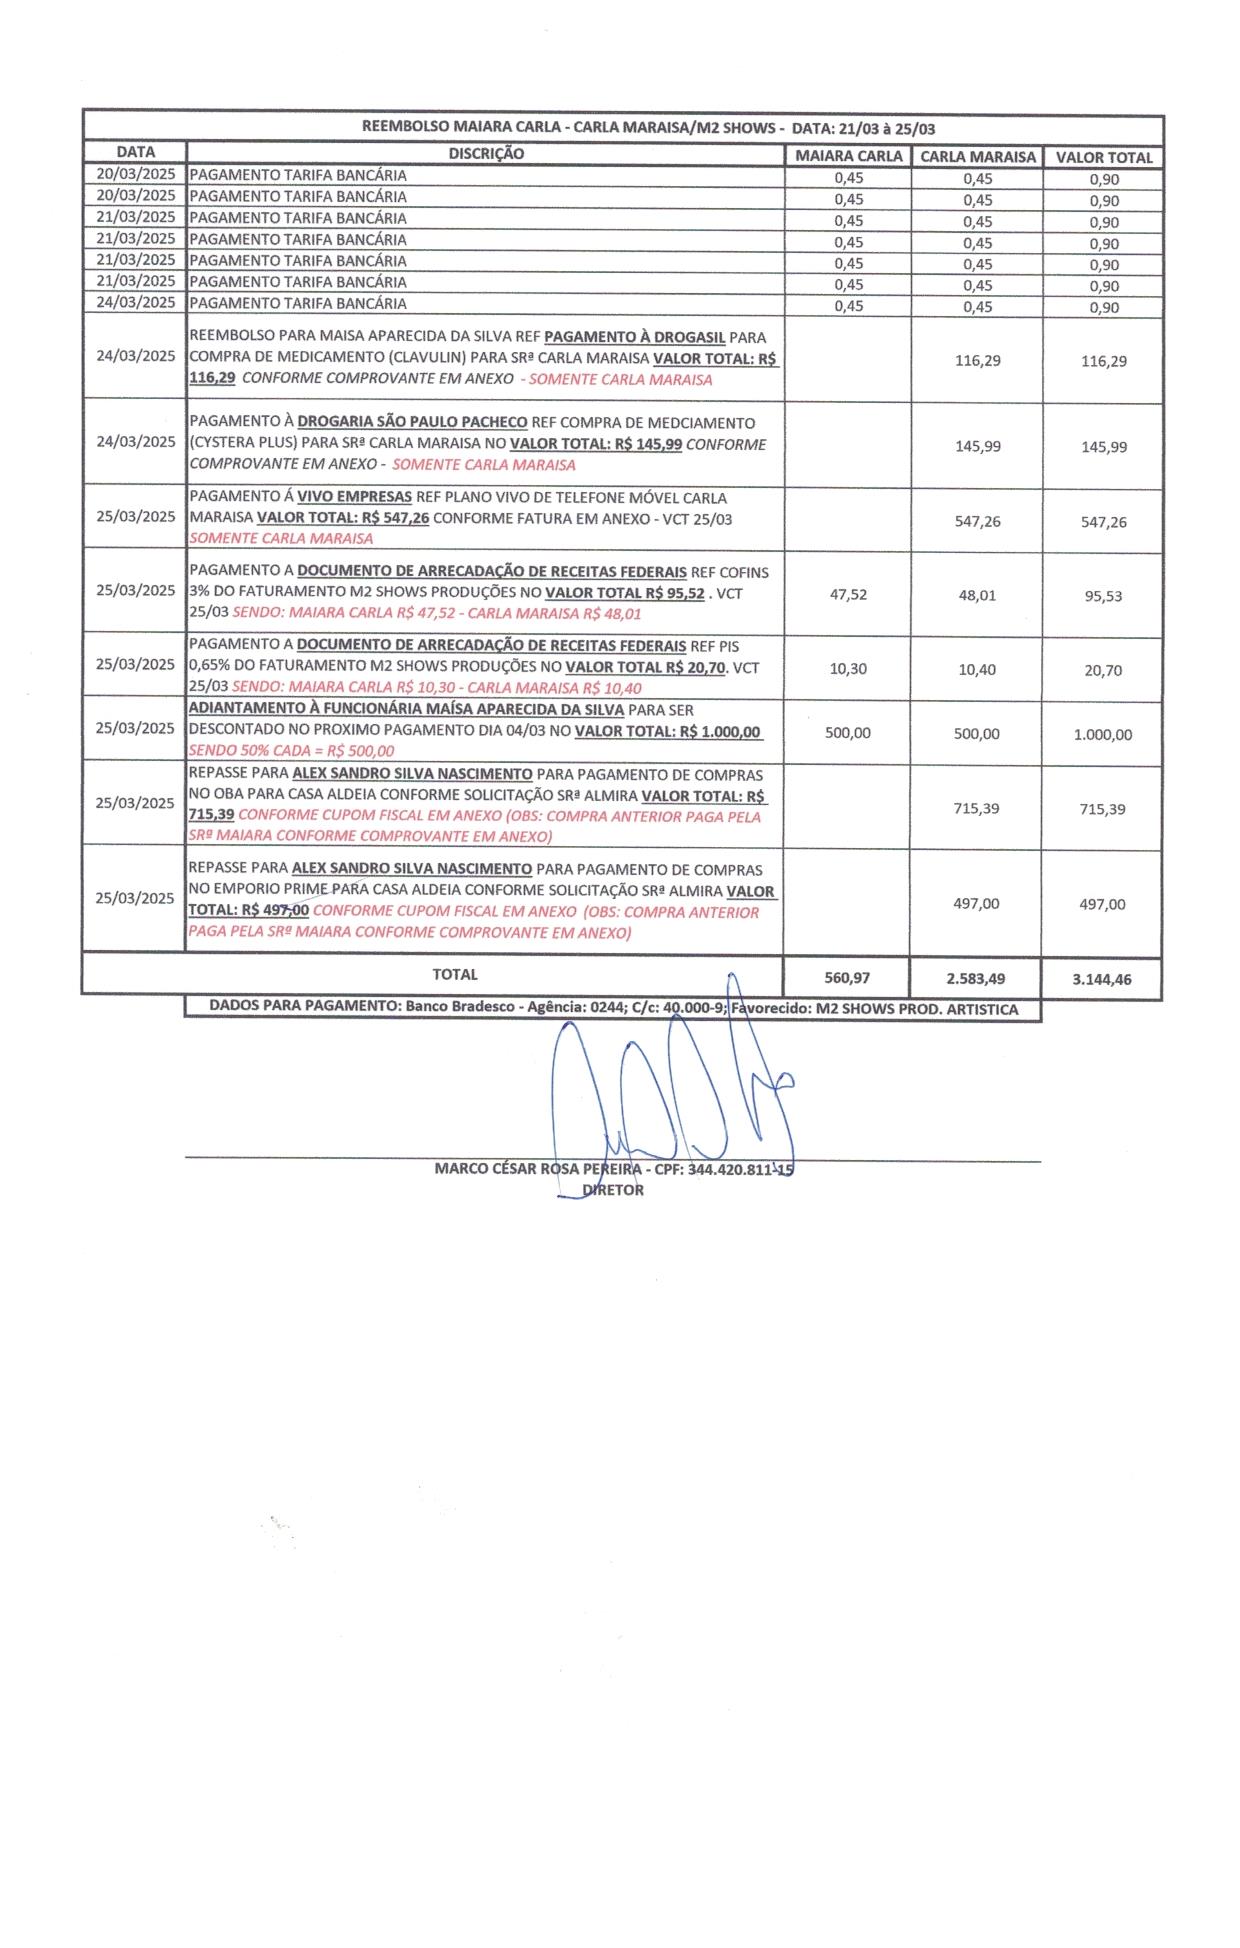 REEMBOLSO MAIARA CARLA - CARLA MARAISA/M2 SHOWS - DATA: 21/03 à 25/03
DATA DISCRIÇÃO MAIARA CARLA CARLA MARAISA VALOR TOTAL
20/03/2025 PAGAMENTO TARIFA BANCÁRIA 0,45 0,45 0,90
20/03/2025 PAGAMENTO TARIFA BANCÁRIA 0,45 0,45 0,90
21/03/2025 PAGAMENTO TARIFA BANCÁRIA 0,45 0,45 0,90
21/03/2025 PAGAMENTO TARIFA BANCÁRIA 0,45 0,45 0,90
21/03/2025 PAGAMENTO TARIFA BANCÁRIA 0,45 0,45 0,90
21/03/2025 PAGAMENTO TARIFA BANCÁRIA 0,45 0,45 0,90
24/03/2025 PAGAMENTO TARIFA BANCÁRIA 0,45 0,45 0,90
REEMBOLSO PARA MAISA APARECIDA DA SILVA REF PAGAMENTO À DROGASIL PARA
24/03/2025 COMPRA DE MEDICAMENTO (CLAVULIN) PARA SRª CARLA MARAISA VALOR TOTAL: R$ 116,29 116,29
116,29 CONFORME COMPROVANTE EM ANEXO - SOMENTE CARLA MARAISA
PAGAMENTO À DROGARIA SÃO PAULO PACHECO REF COMPRA DE MEDCIAMENTO
24/03/2025 (CYSTERA PLUS) PARA SRª CARLA MARAISA NO VALOR TOTAL: R$ 145,99 CONFORME 145,99 145,99
COMPROVANTE EM ANEXO - SOMENTE CARLA MARAISA
PAGAMENTO Á VIVO EMPRESAS REF PLANO VIVO DE TELEFONE MÓVEL CARLA
25/03/2025 MARAISA VALOR TOTAL: R$ 547,26 CONFORME FATURA EM ANEXO - VCT 25/03 547,26 547,26
SOMENTE CARLA MARAISA
PAGAMENTO A DOCUMENTO DE ARRECADAÇÃO DE RECEITAS FEDERAIS REF COFINS
25/03/2025 3% DO FATURAMENTO M2 SHOWS PRODUÇÕES NO VALOR TOTAL R$ 95,52 . VCT 47,52 48,01 95,53
25/03 SENDO: MAIARA CARLA R$ 47,52 - CARLA MARAISA R$ 48,01
PAGAMENTO A DOCUMENTO DE ARRECADAÇÃO DE RECEITAS FEDERAIS REF PIS
25/03/2025 0,65% DO FATURAMENTO M2 SHOWS PRODUÇÕES NO VALOR TOTAL R$ 20,70. VCT 10,30 10,40 20,70
25/03 SENDO: MAIARA CARLA R$ 10,30 - CARLA MARAISA R$ 10,40
ADIANTAMENTO À FUNCIONÁRIA MAÍSA APARECIDA DA SILVA PARA SER
25/03/2025 DESCONTADO NO PROXIMO PAGAMENTO DIA 04/03 NO VALOR TOTAL: R$ 1.000,00 500,00 500,00 1.000,00
SENDO 50% CADA = R$ 500,00
REPASSE PARA ALEX SANDRO SILVA NASCIMENTO PARA PAGAMENTO DE COMPRAS
NO OBA PARA CASA ALDEIA CONFORME SOLICITAÇÃO SRª ALMIRA VALOR TOTAL: R$
25/03/2025 715,39 CONFORME CUPOM FISCAL EM ANEXO (OBS: COMPRA ANTERIOR PAGA PELA 715,39 715,39
SRª MAIARA CONFORME COMPROVANTE EM ANEXO)
REPASSE PARA ALEX SANDRO SILVA NASCIMENTO PARA PAGAMENTO DE COMPRAS
NO EMPORIO PRIME PARA CASA ALDEIA CONFORME SOLICITAÇÃO SRª ALMIRA VALOR
25/03/2025 TOTAL: R$ 497,00 CONFORME CUPOM FISCAL EM ANEXO (OBS: COMPRA ANTERIOR 497,00 497,00
PAGA PELA SRª MAIARA CONFORME COMPROVANTE EM ANEXO)
TOTAL 560,97 2.583,49 3.144,46
DADOS PARA PAGAMENTO: Banco Bradesco - Agência: 0244; C/c: 40.000-9; Favorecido: M2 SHOWS PROD. ARTISTICA
MARCO CÉSAR ROSA PEREIRA - CPF: 344.420.811-15
DIRETOR